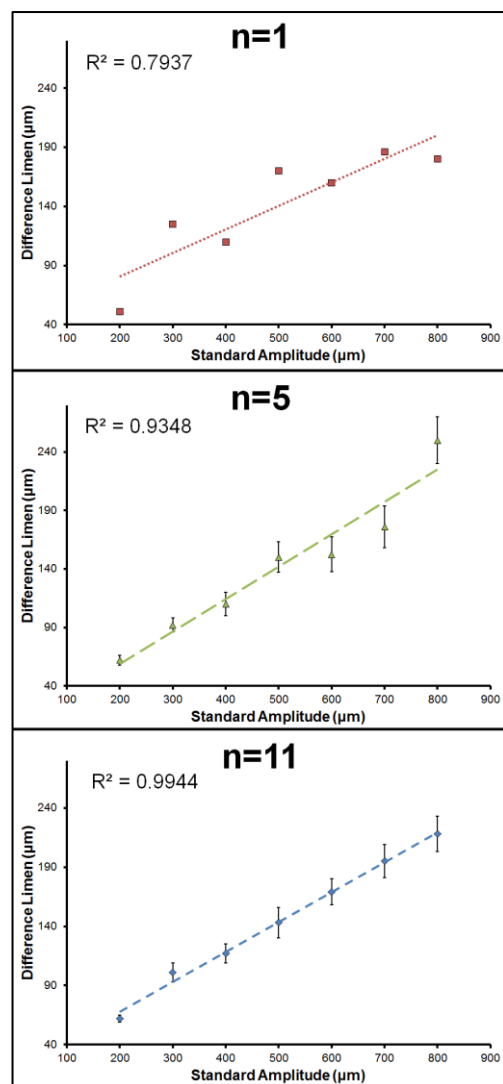 n=1
R² = 0.7937
Difference Limen (µm)
240
190
140
90
40
100 200 300 400 500 600 700 800 900
Standard Amplitude (µm)
n=5
R² = 0.9348
Difference Limen (µm)
240
190
140
90
40
100 200 300 400 500 600 700 800 900
Standard Amplitude (µm)
n=11
R² = 0.9944
Difference Limen (µm)
240
190
140
90
40
100 200 300 400 500 600 700 800 900
Standard Amplitude (µm)